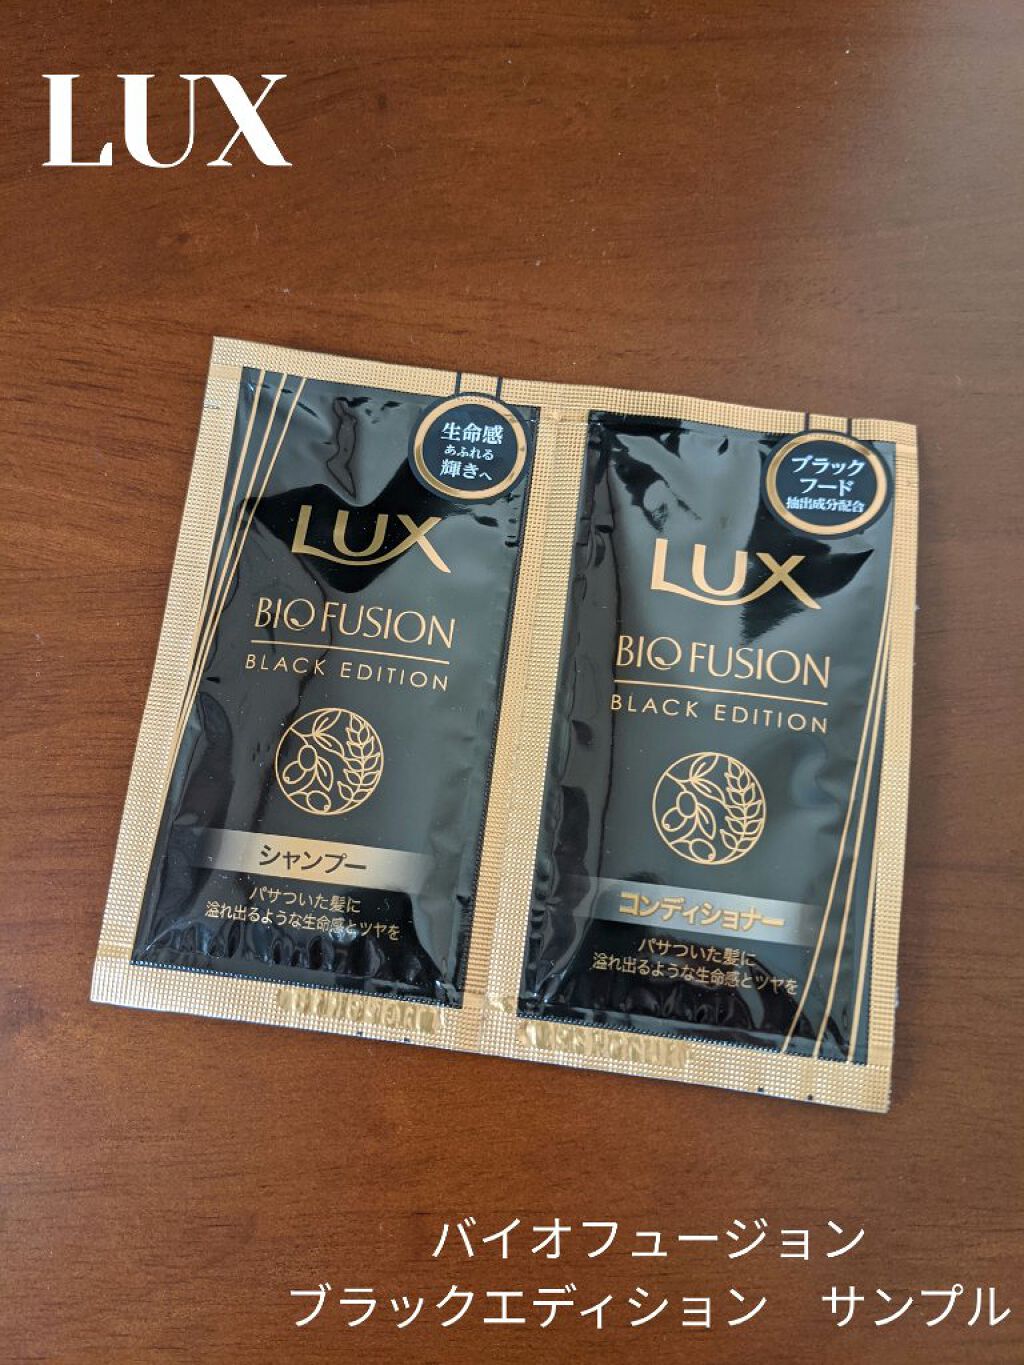 LUX
生命感
あふれる
輝きへ
LUX
BIO FUSION
BLACK EDITION
シャンプー
パサついた髪に
溢れ出るような生命感とツヤを
ブラック
フード
抽出成分配合
LUX
BIO FUSION
BLACK EDITION
コンディショナー
パサついた髪に
溢れ出るような生命感とツヤを
バイオフュージョン
ブラックエディション　サンプル